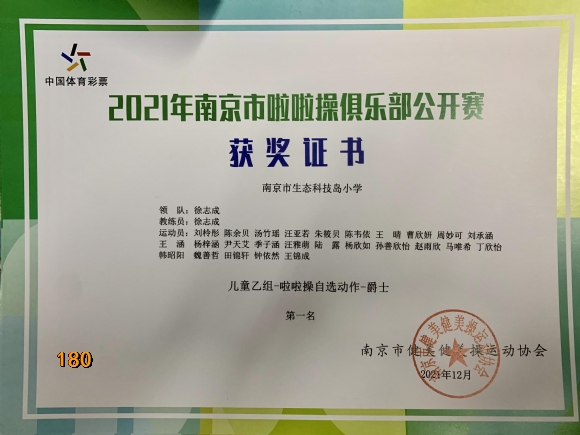 中国体育彩票
2021年南京市啦啦操俱乐部公开赛
获奖证书
南京市生态科技岛小学
领 队：徐志成
教练员：徐志成
运动员：刘柃彤 陈余贝 汤竹瑶 汪亚若 朱筱贝 陈韦依 王 晴 曹欣妍 周妙可 刘承涵
王 涵 杨梓涵 尹天艾 季子涵 汪雅萌 陆 露 杨欣如 孙善欣怡 赵雨欣 马唯希 丁欣怡
韩昭阳 魏善哲 田锦轩 钟依然 王锦成
儿童乙组-啦啦操自选动作-爵士
第一名
南京市健美健美操运动协会
2021年12月
180